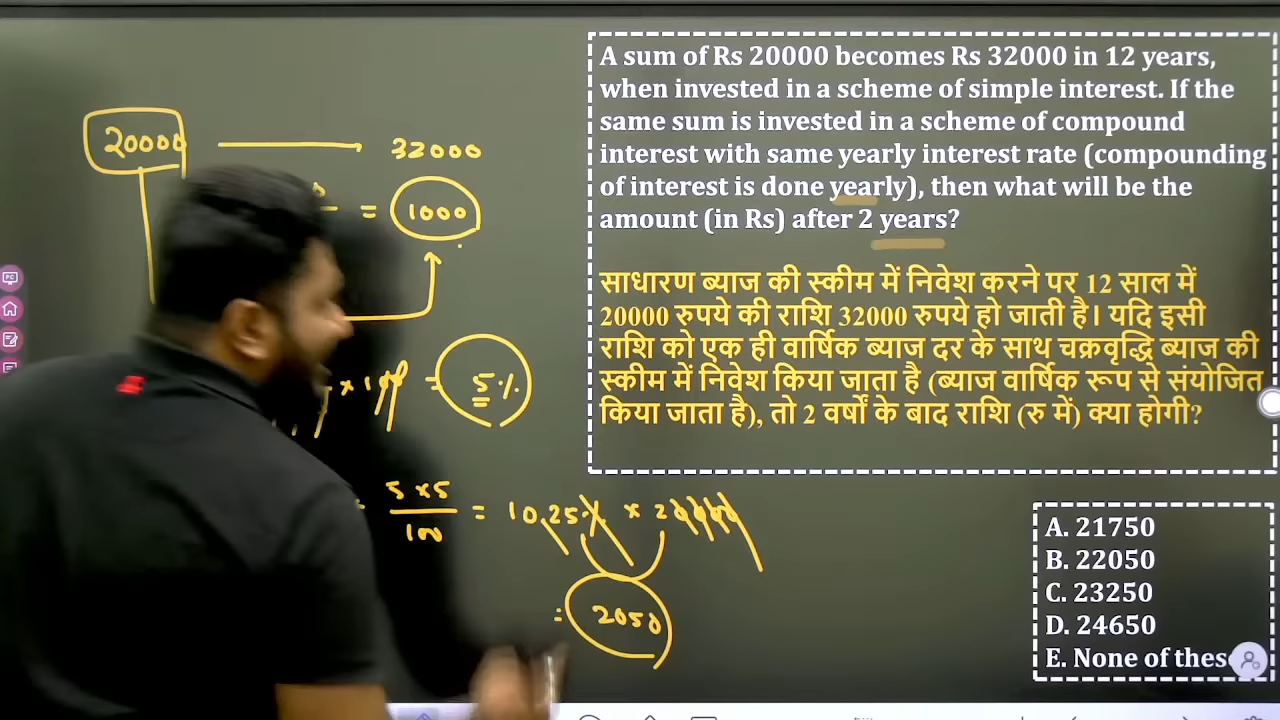 A sum of Rs 20000 becomes Rs 32000 in 12 years,
when invested in a scheme of simple interest. If the
same sum is invested in a scheme of compound
interest with same yearly interest rate (compounding
of interest is done yearly), then what will be the
amount (in Rs) after 2 years?
साधारण ब्याज की स्कीम में निवेश करने पर 12 साल में
20000 रुपये की राशि 32000 रुपये हो जाती है। यदि इसी
राशि को एक ही वार्षिक ब्याज दर के साथ चक्रवृद्धि ब्याज की
स्कीम में निवेश किया जाता है (ब्याज वार्षिक रूप से संयोजित
किया जाता है), तो 2 वर्षों के बाद राशि (रु में) क्या होगी?
A. 21750
B. 22050
C. 23250
D. 24650
E. None of thes
20000 32000
= 1000
× 100 = 5%
= 5×5/100 = 10.25% × 20000
= 2050